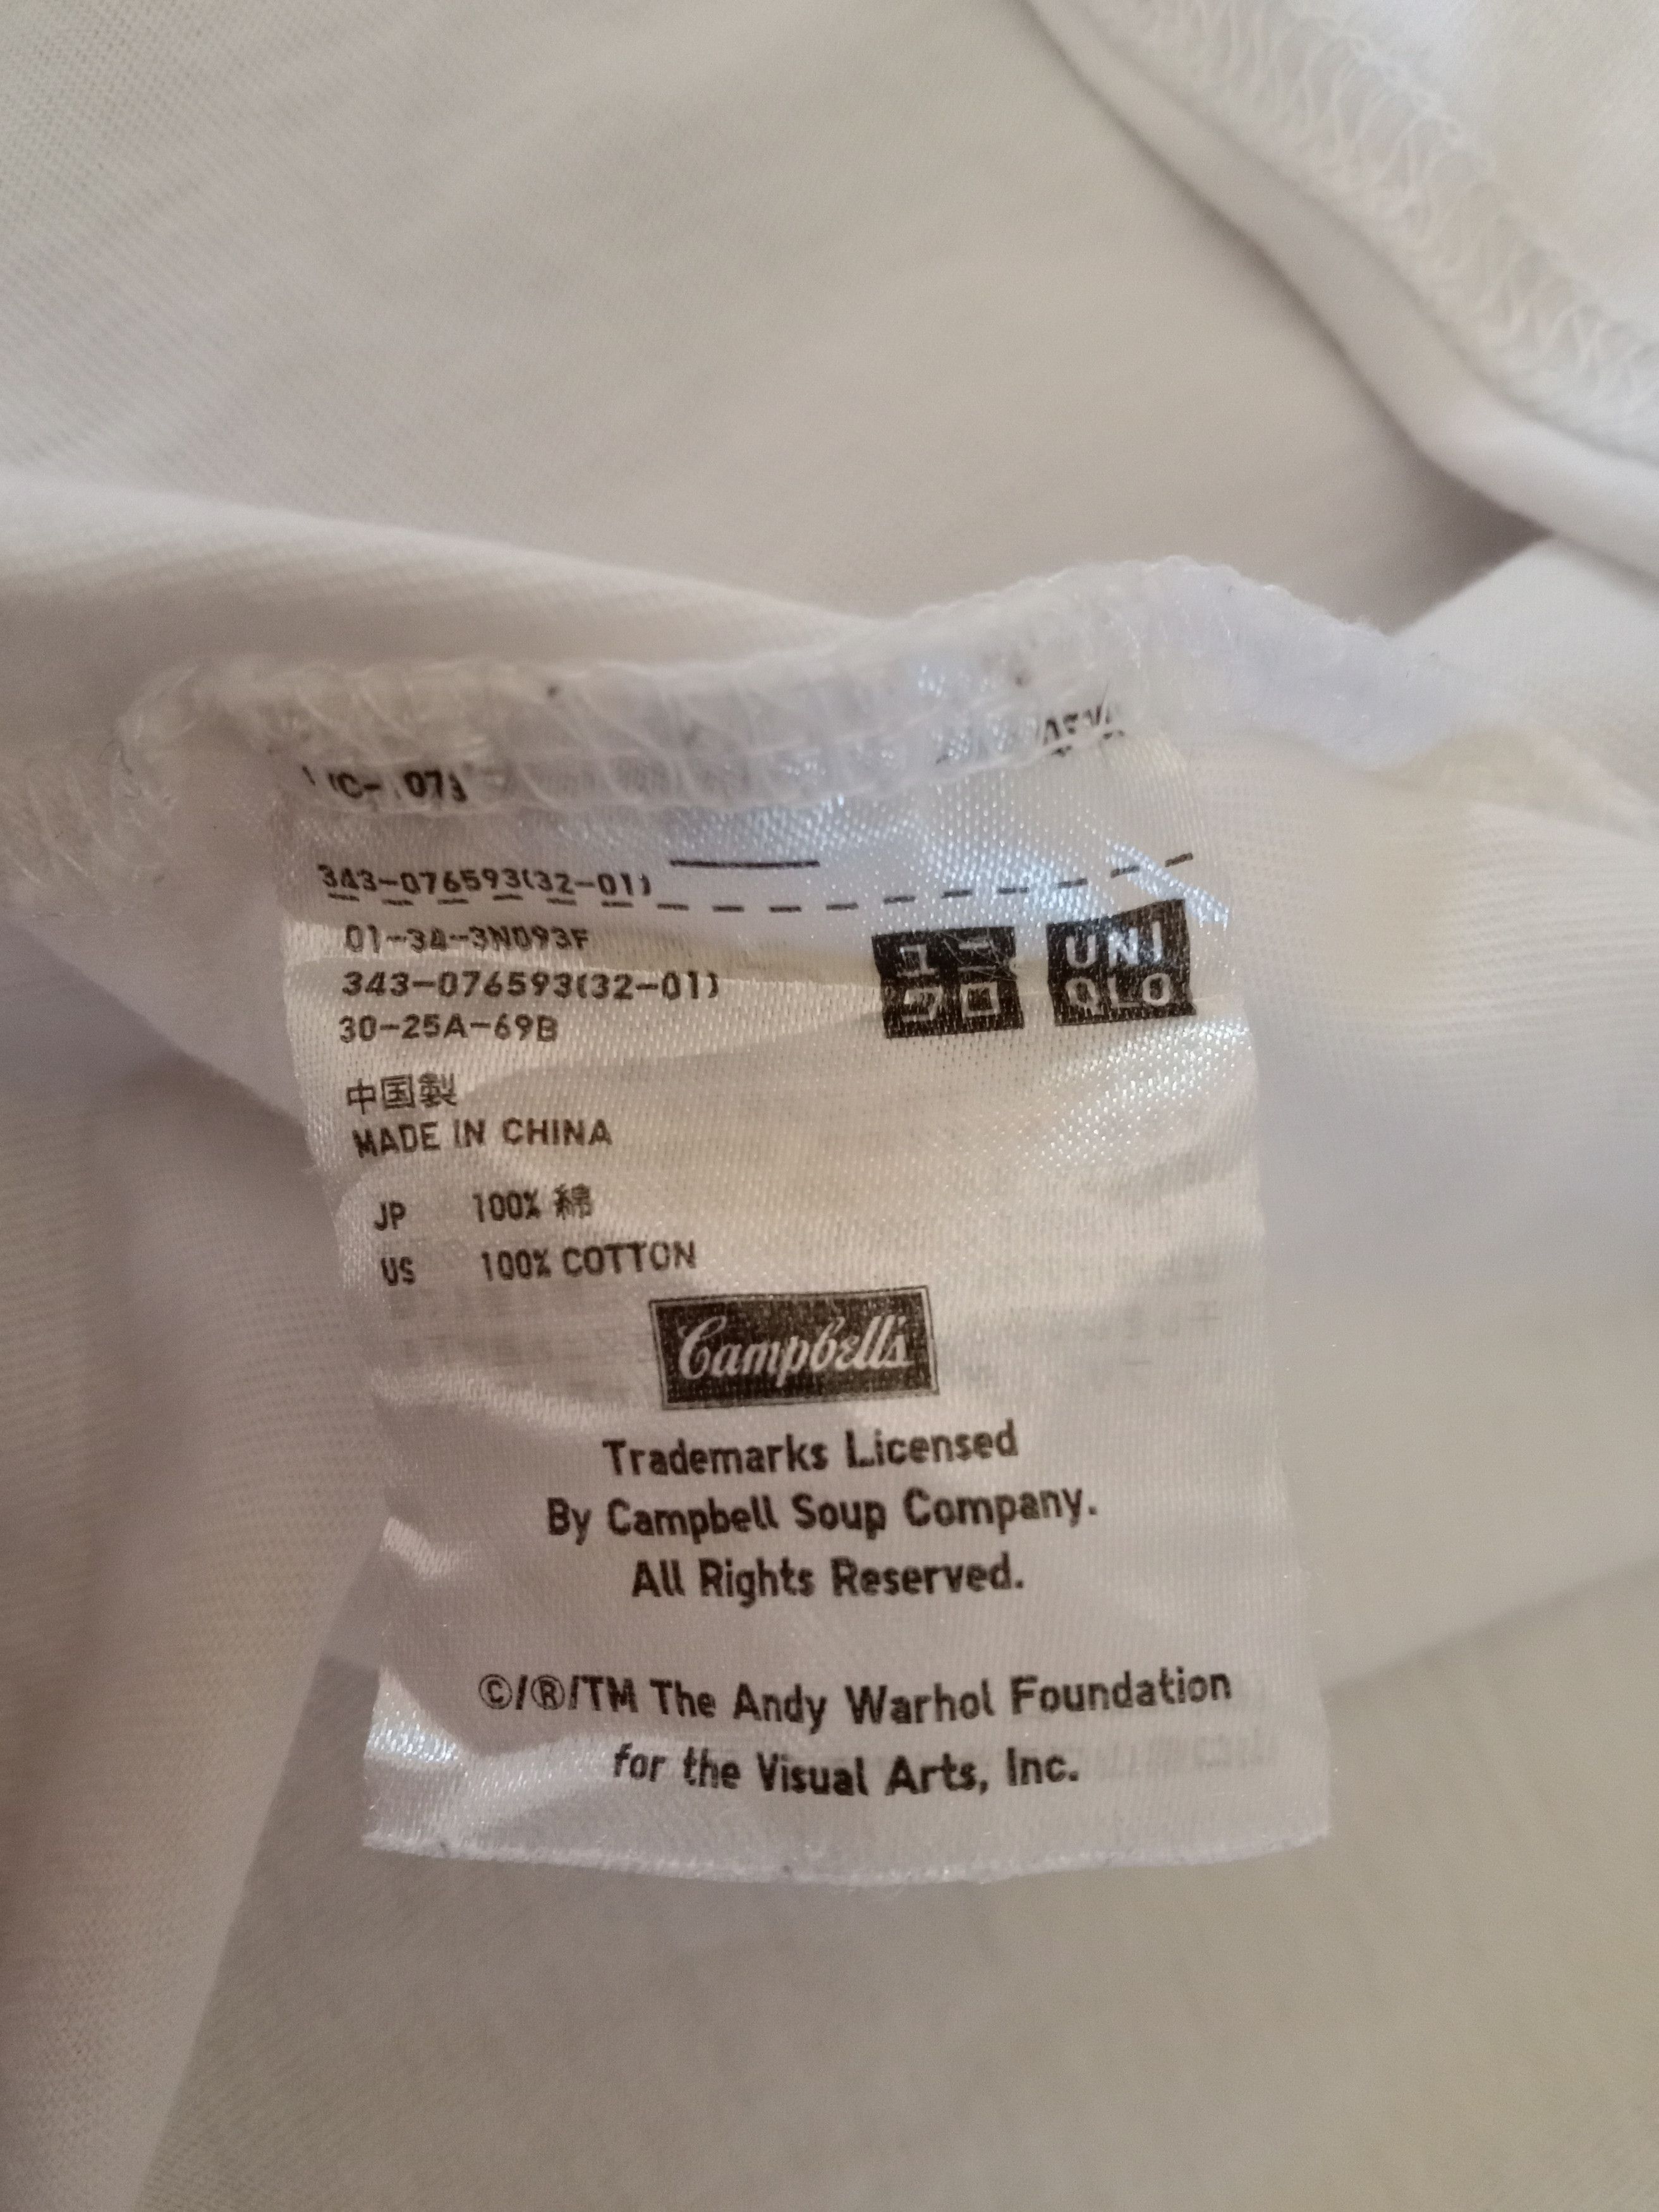 343-076593(32-01)
01-34-3N093F
343-076593(32-01)
30-25A-69B
ユニ
クロ
UNI
QLO
中国製
MADE IN CHINA
JP 100% 綿
US 100% COTTON
Campbell's
Trademarks Licensed
By Campbell Soup Company.
All Rights Reserved.
©/®/TM The Andy Warhol Foundation
for the Visual Arts, Inc.